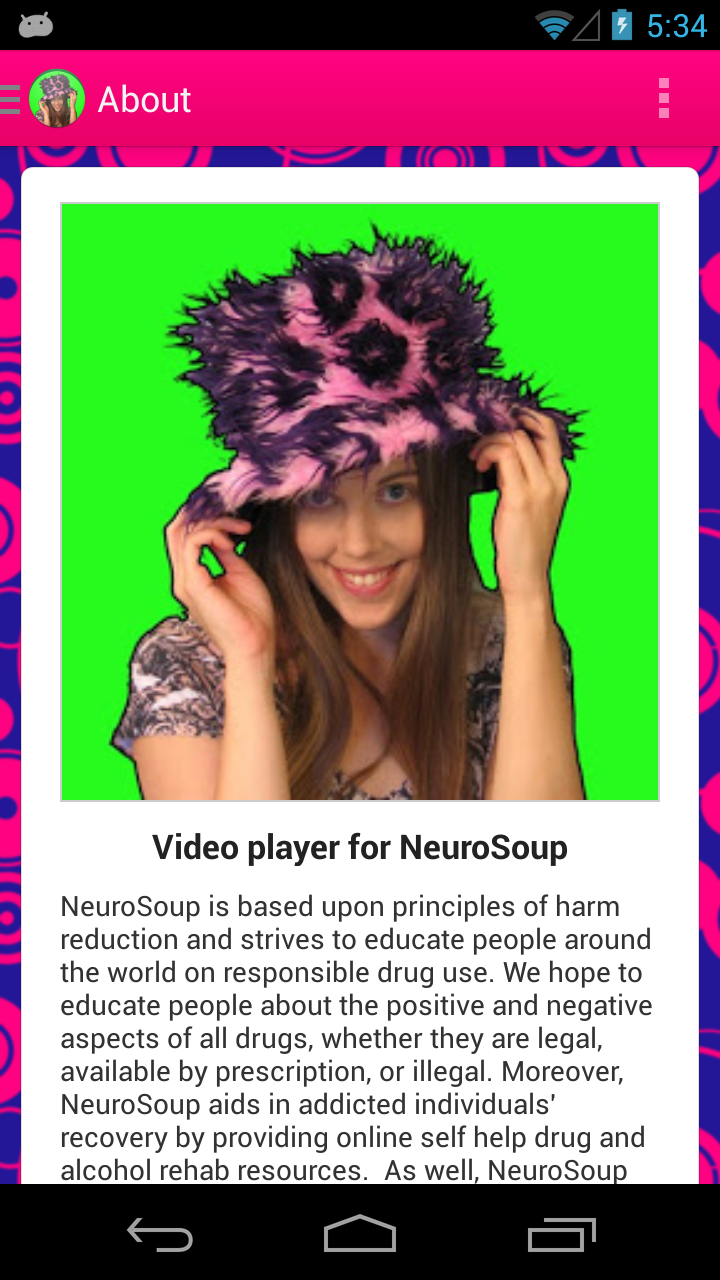 5:34
About
Video player for NeuroSoup
NeuroSoup is based upon principles of harm
reduction and strives to educate people around
the world on responsible drug use. We hope to
educate people about the positive and negative
aspects of all drugs, whether they are legal,
available by prescription, or illegal. Moreover,
NeuroSoup aids in addicted individuals'
recovery by providing online self help drug and
alcohol rehab resources.  As well, NeuroSoup